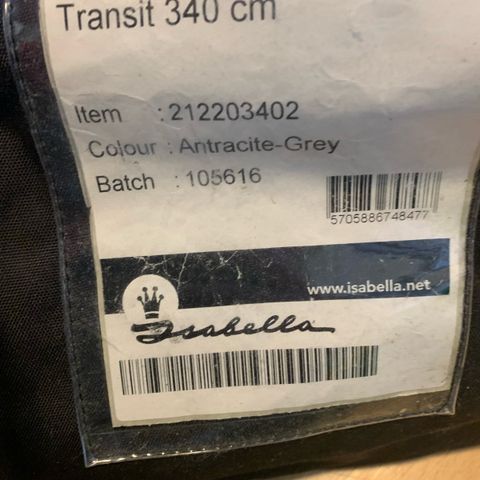 Transit 340 cm
Item : 212203402
Colour : Antracite-Grey
Batch : 105616
5705886748477
www.isabella.net
Isabella